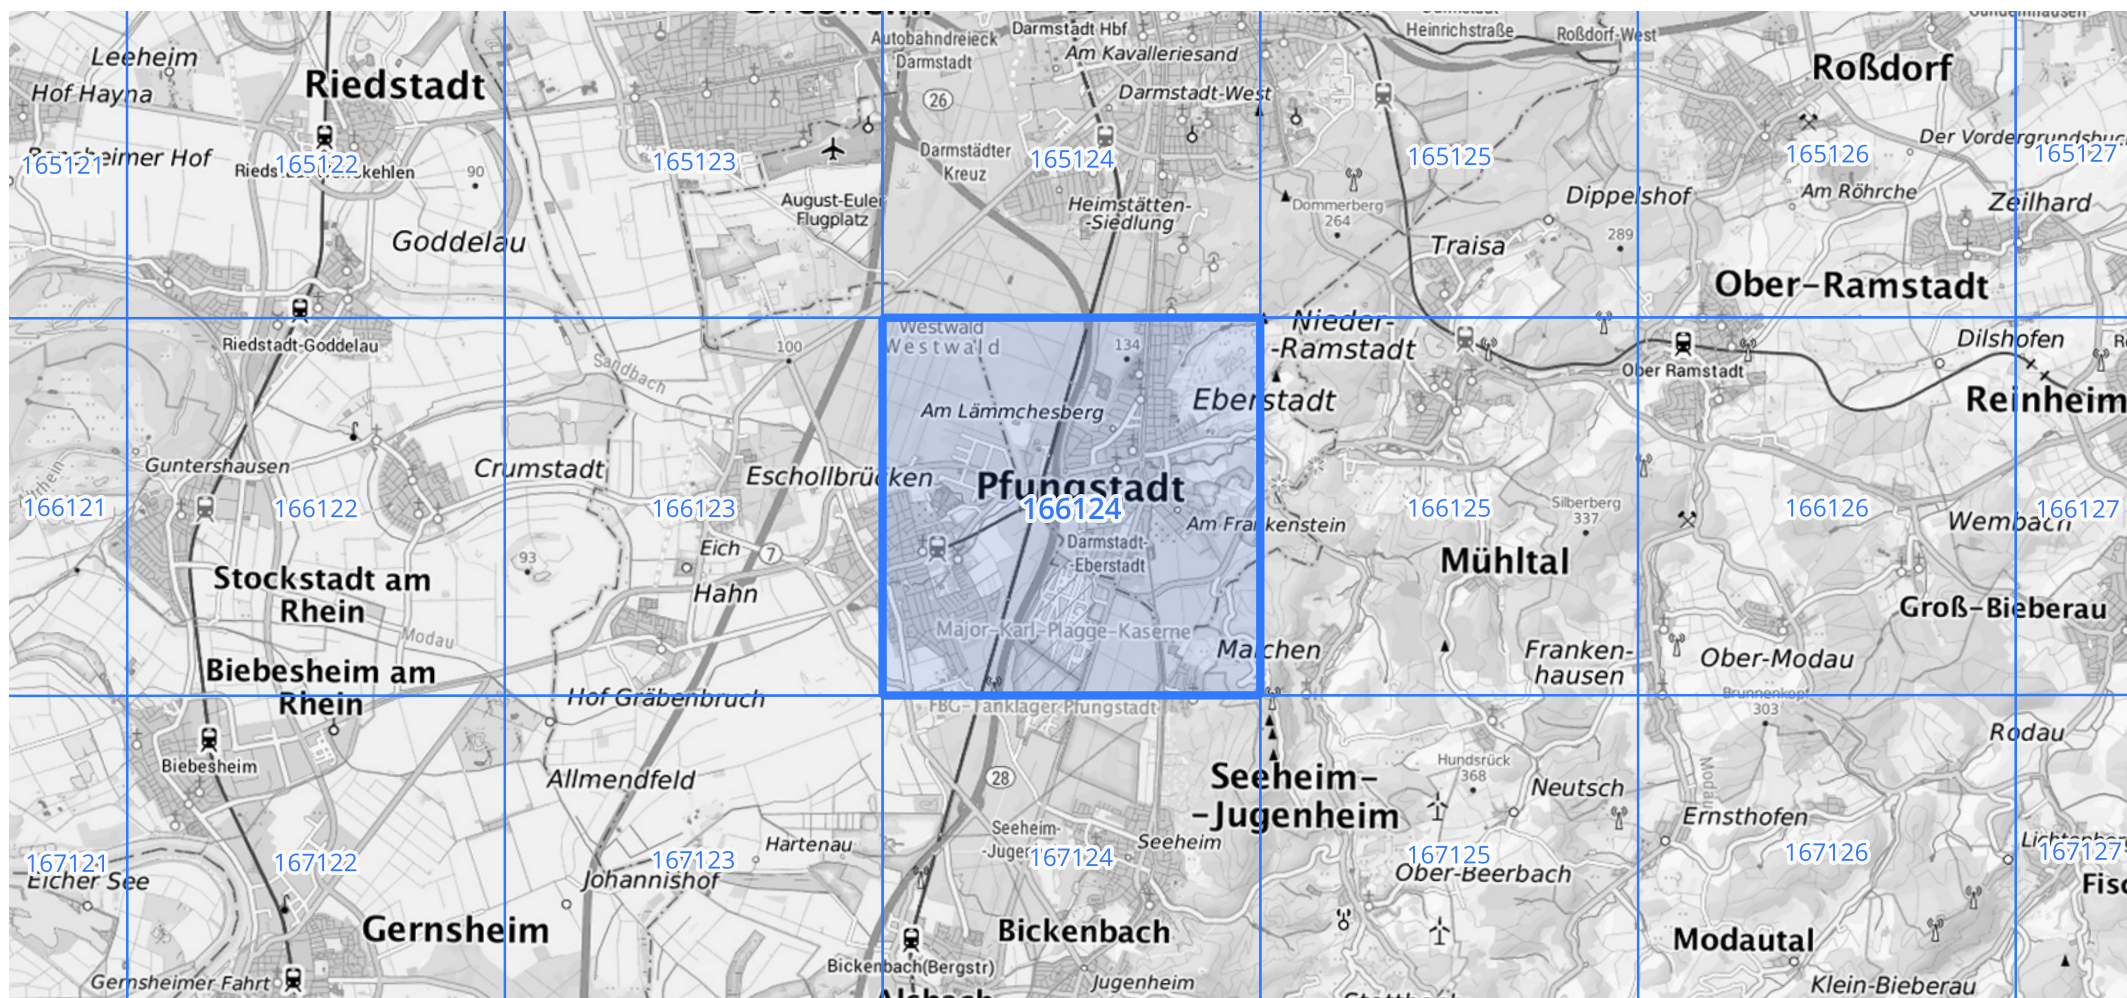 Leeheim
Hof Hayna
Riedstadt
165121
165122
90
Goddelau
Riedstadt-Goddelau
Autobahndreieck
Darmstadt
Darmstadt Hbf
Am Kavalleriesand
26
Darmstadt-West
Darmstädter
Kreuz
165123
165124
August-Euler
Flugplatz
Heimstätten-
-Siedlung
Heinrichstraße
Roßdorf-West
Roßdorf
165125
165126
165127
Dommerberg
264
Dippelshof
289
Traisa
Am Röhrche
Zeilhard
Ober-Ramstadt
Sandbach
100
Westwald
Westwald
134
Nieder-
-Ramstadt
Ober Ramstadt
Dilshofen
Reinheim
Am Lämmchesberg
Eberstadt
Guntershausen
Crumstadt
Eschollbrücken
Pfungstadt
166121
166122
166123
166124
166125
166126
166127
Am Frankenstein
Silberberg
337
Wembach
93
Eich
7
Hahn
Darmstadt-
-Eberstadt
Mühltal
Stockstadt am
Rhein
Groß-Bieberau
Modau
Major-Karl-Plagge-Kaserne
Malchen
Franken-
hausen
Ober-Modau
Biebesheim am
Rhein
Hof Gräbenbruch
FBG-Tanklager Pfungstadt
Brunnenkopf
303
Rodau
Biebesheim
Allmendfeld
28
Seeheim-
-Jugenheim
Hundsrück
368
Neutsch
Modau
Ernsthofen
Hartenau
Seeheim
167121
167122
167123
167124
167125
167126
167127
Eicher See
Johannishof
Ober-Beerbach
Gernsheim
Bickenbach
Modautal
Gernsheimer Fahrt
Bickenbach(Bergstr)
Jugenheim
Klein-Bieberau